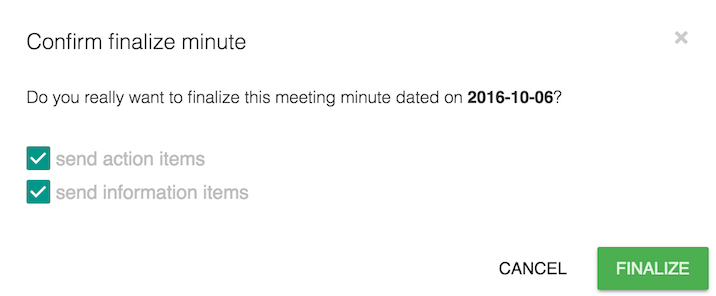 Confirm finalize minute
Do you really want to finalize this meeting minute dated on 2016-10-06?
send action items
send information items
CANCEL FINALIZE